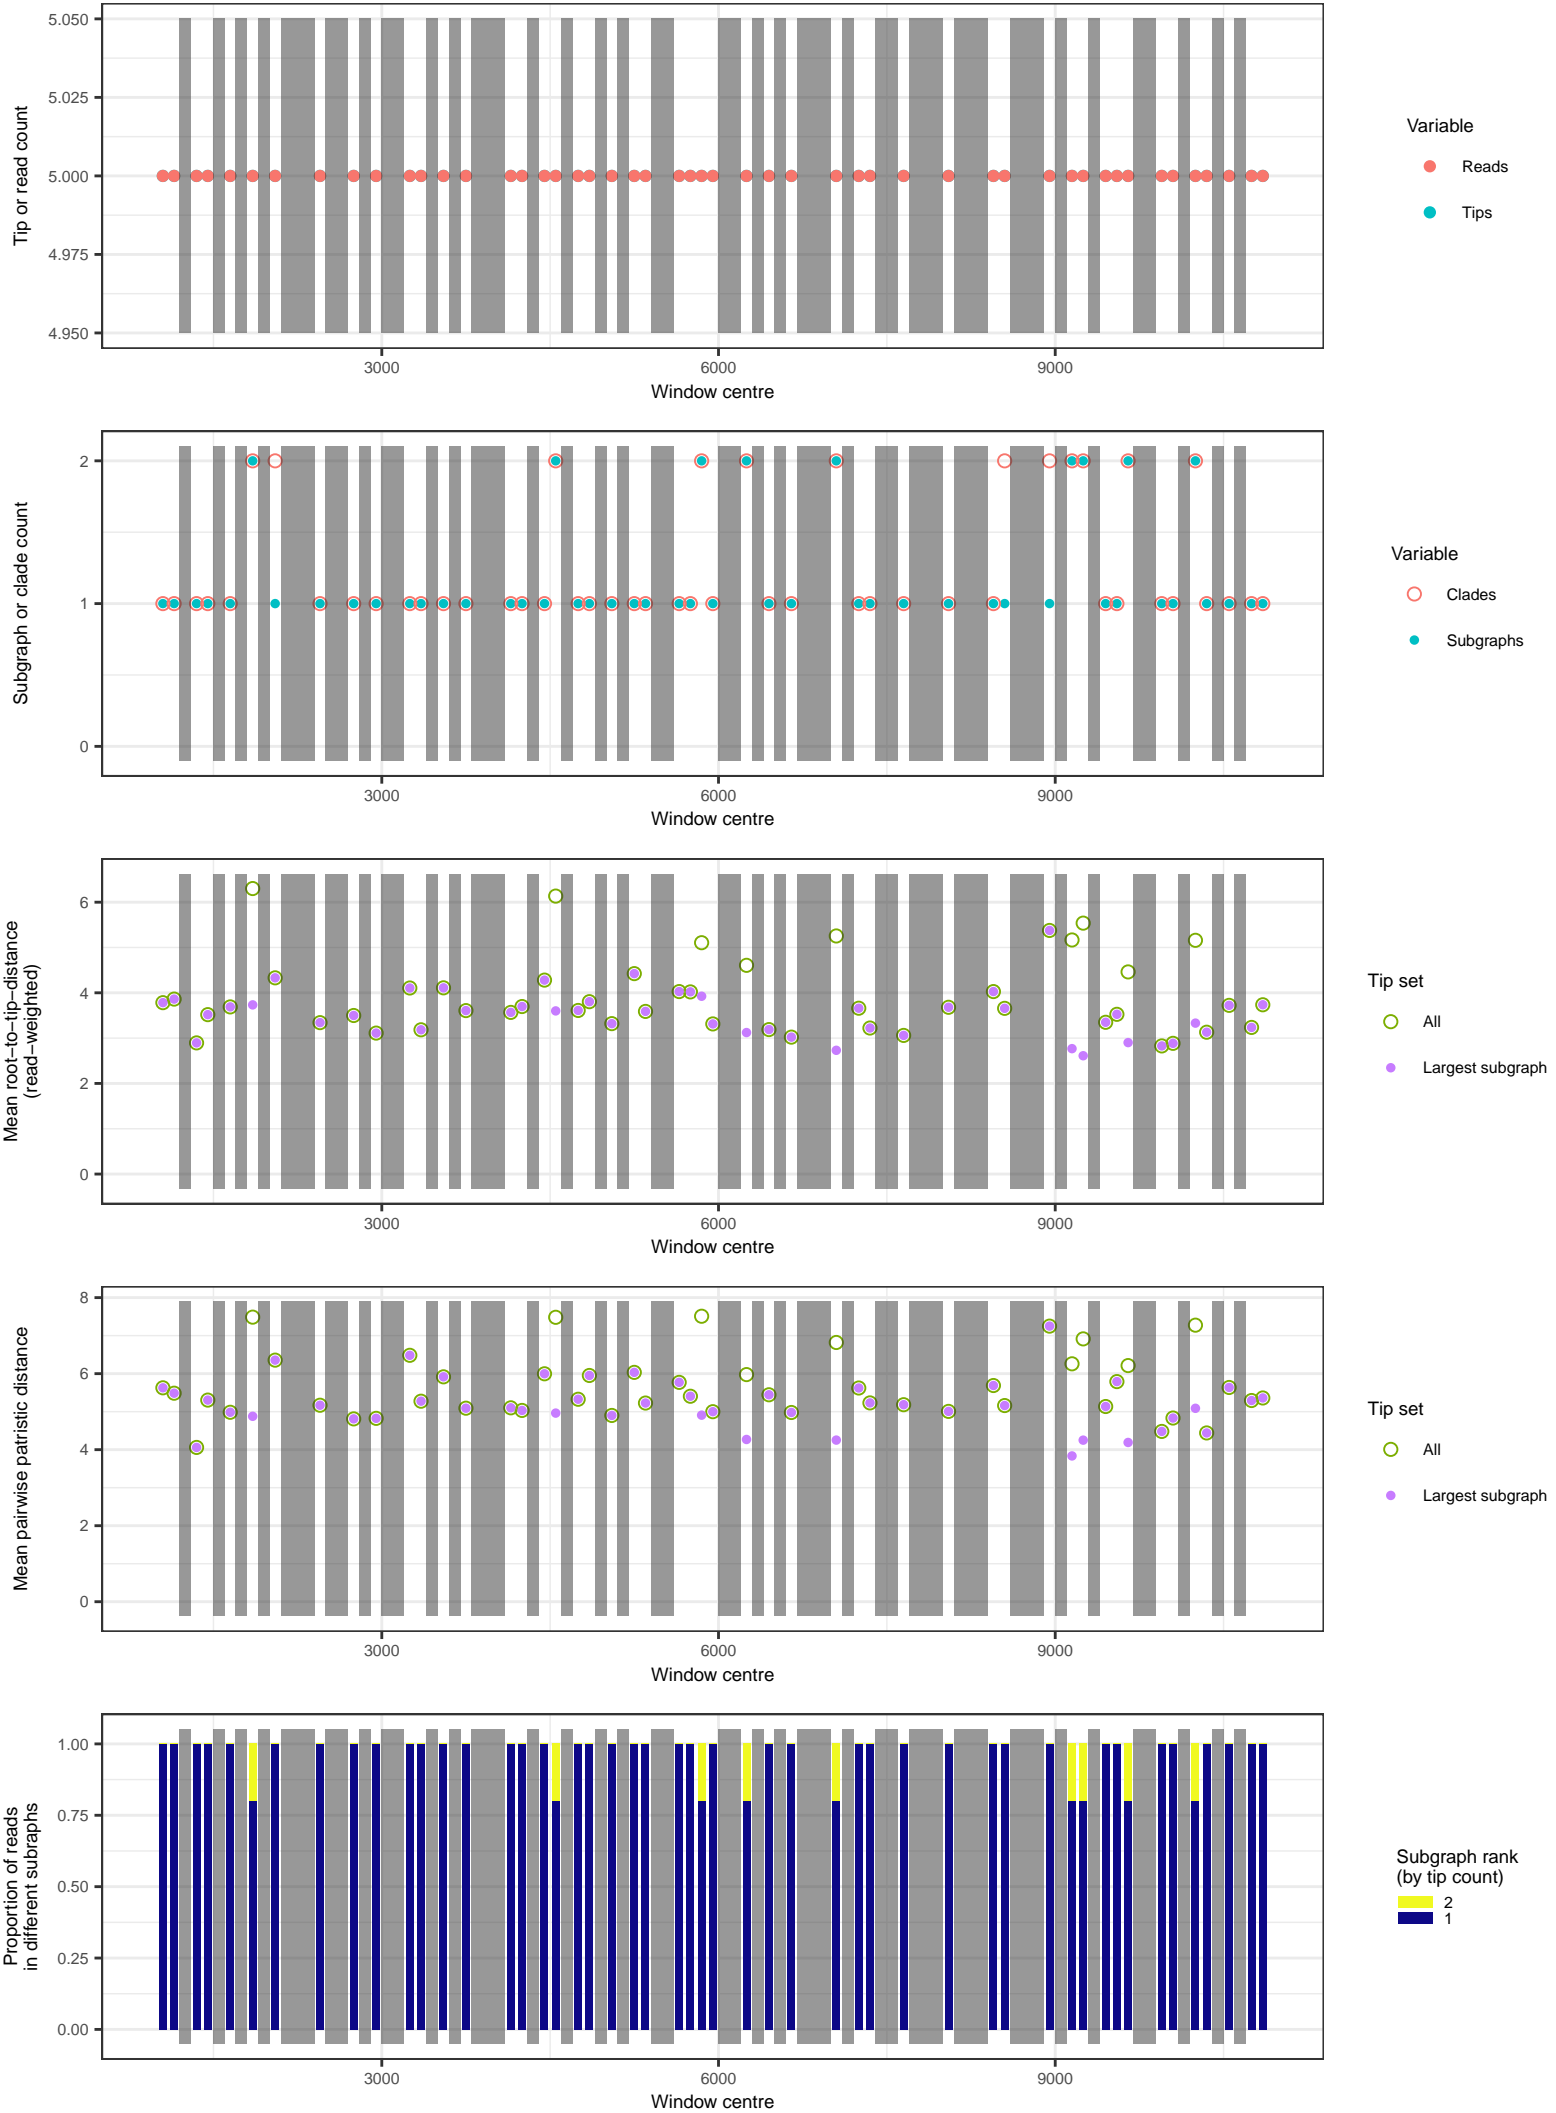 5.050
5.025
5.000
4.975
4.950
Tip or read count
3000
6000
9000
Window centre
Variable
Reads
Tips
2
1
0
Subgraph or clade count
3000
6000
9000
Window centre
Variable
Clades
Subgraphs
6
4
2
0
Mean root−to−tip−distance
(read−weighted)
3000
6000
9000
Window centre
Tip set
All
Largest subgraph
8
6
4
2
0
Mean pairwise patristic distance
3000
6000
9000
Window centre
Tip set
All
Largest subgraph
1.00
0.75
0.50
0.25
0.00
Proportion of reads
in different subraphs
3000
6000
9000
Window centre
Subgraph rank
(by tip count)
2
1